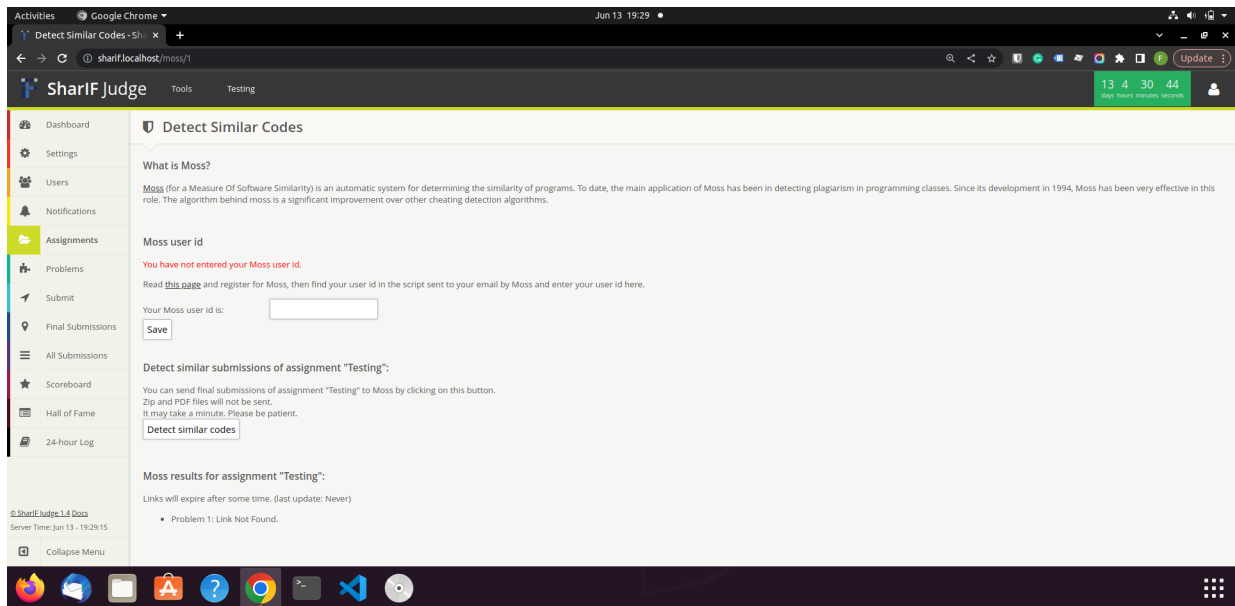 Activities Google Chrome Jun 13 19:29
Detect Similar Codes - Sha
sharif.localhost/moss/1 Update
SharIF Judge Tools Testing 13 4 30 44
days hours minutes seconds
Dashboard
Settings
Users
Notifications
Assignments
Problems
Submit
Final Submissions
All Submissions
Scoreboard
Hall of Fame
24-hour Log
© SharIF Judge 1.4 Docs
Server Time: Jun 13 - 19:29:15
Collapse Menu
Detect Similar Codes
What is Moss?
Moss (for a Measure Of Software Similarity) is an automatic system for determining the similarity of programs. To date, the main application of Moss has been in detecting plagiarism in programming classes. Since its development in 1994, Moss has been very effective in this
role. The algorithm behind moss is a significant improvement over other cheating detection algorithms.
Moss user id
You have not entered your Moss user id.
Read this page and register for Moss, then find your user id in the script sent to your email by Moss and enter your user id here.
Your Moss user id is:
Save
Detect similar submissions of assignment "Testing":
You can send final submissions of assignment "Testing" to Moss by clicking on this button.
Zip and PDF files will not be sent.
It may take a minute. Please be patient.
Detect similar codes
Moss results for assignment "Testing":
Links will expire after some time. (last update: Never)
• Problem 1: Link Not Found.